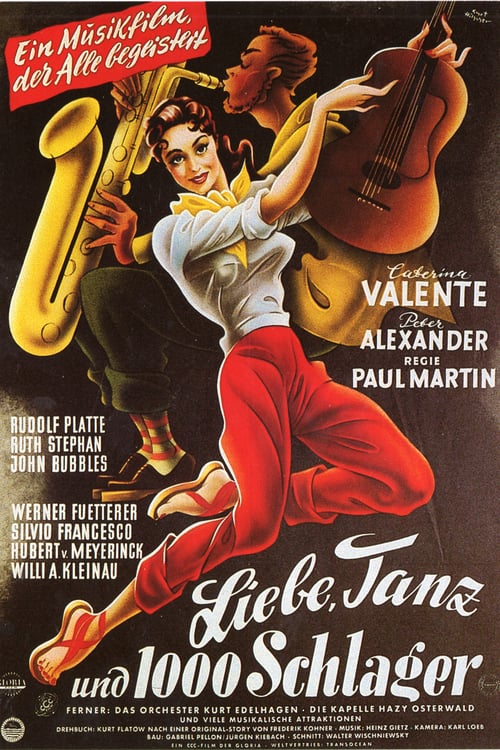 Ein Musikfilm,
der Alle begeistert
Caterina
VALENTE
Peter
ALEXANDER
REGIE
PAUL MARTIN
RUDOLF PLATTE
RUTH STEPHAN
JOHN BUBBLES
WERNER FUETTERER
SILVIO FRANCESCO
HUBERT v. MEYERINCK
WILLI A. KLEINAU
Liebe, Tanz
und 1000 Schlager
GLORIA
FERNER: DAS ORCHESTER KURT EDELHAGEN · DIE KAPELLE HAZY OSTERWALD
UND VIELE MUSIKALISCHE ATTRAKTIONEN
DREHBUCH: KURT FLATOW NACH EINER ORIGINAL-STORY VON FREDERIK KOHNER · MUSIK: HEINZ GIETZ · KAMERA: KARL LOEB
BAU: GABRIEL PELLON/JÜRGEN KIEBACH · SCHNITT: WALTER WISCHNIEWSKY
EIN CCC-FILM DER GLORIA · WELTVERTRIEB TRANSOCEAN